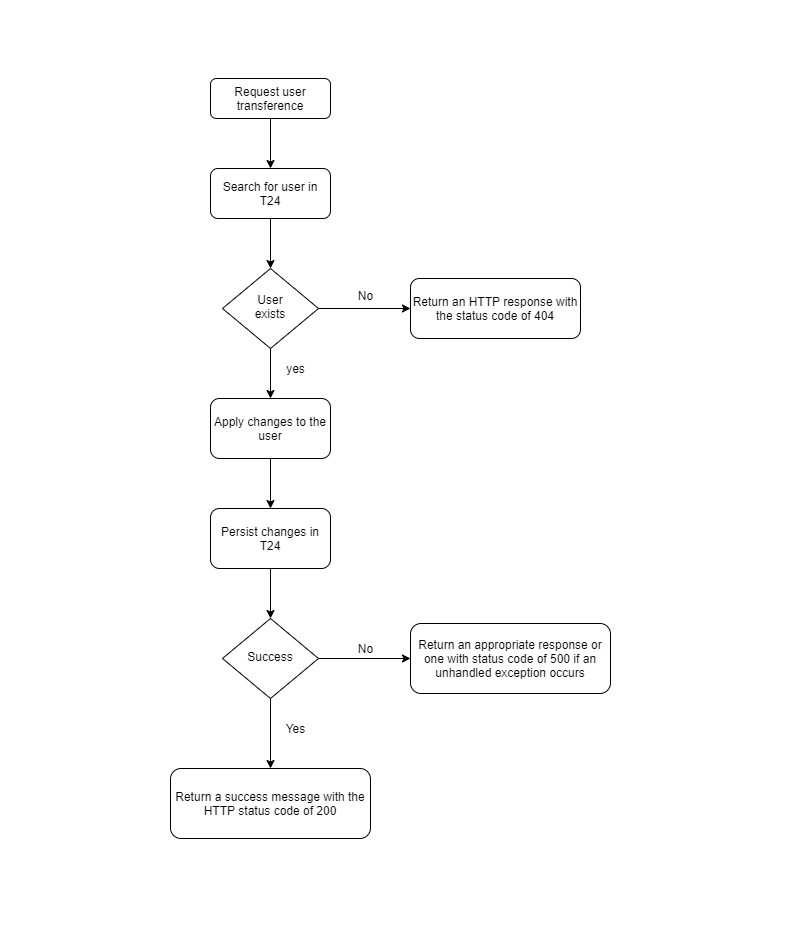 Request user
transference
Search for user in
T24
User
exists
No
Return an HTTP response with
the status code of 404
yes
Apply changes to the
user
Persist changes in
T24
Success
No
Return an appropriate response or
one with status code of 500 if an
unhandled exception occurs
Yes
Return a success message with the
HTTP status code of 200